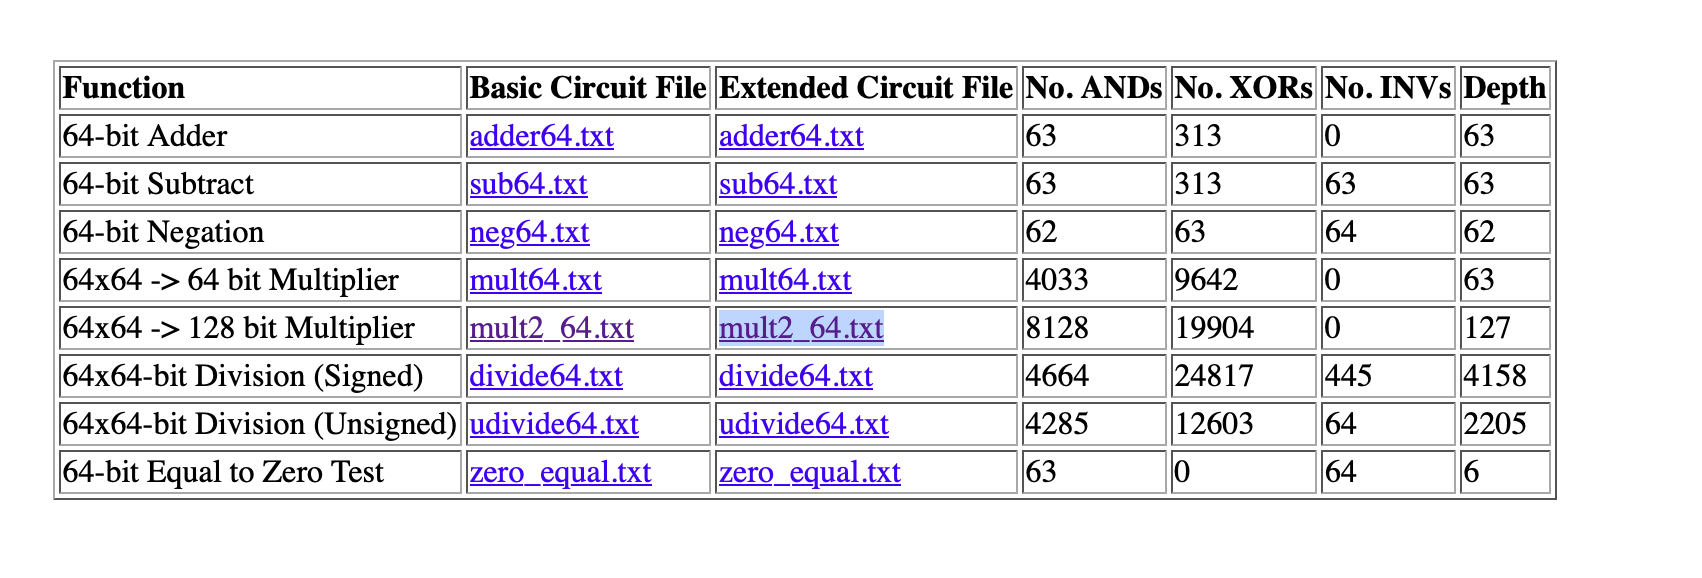 Function Basic Circuit File Extended Circuit File No. ANDs No. XORs No. INVs Depth
64-bit Adder adder64.txt adder64.txt 63 313 0 63
64-bit Subtract sub64.txt sub64.txt 63 313 63 63
64-bit Negation neg64.txt neg64.txt 62 63 64 62
64x64 -> 64 bit Multiplier mult64.txt mult64.txt 4033 9642 0 63
64x64 -> 128 bit Multiplier mult2_64.txt mult2_64.txt 8128 19904 0 127
64x64-bit Division (Signed) divide64.txt divide64.txt 4664 24817 445 4158
64x64-bit Division (Unsigned) udivide64.txt udivide64.txt 4285 12603 64 2205
64-bit Equal to Zero Test zero_equal.txt zero_equal.txt 63 0 64 6